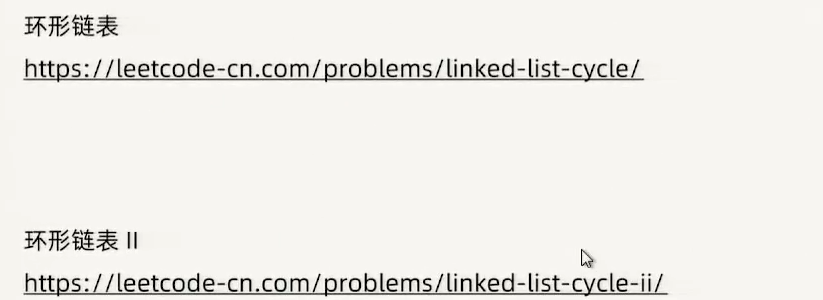 环形链表
https://leetcode-cn.com/problems/linked-list-cycle/
环形链表 II
https://leetcode-cn.com/problems/linked-list-cycle-ii/